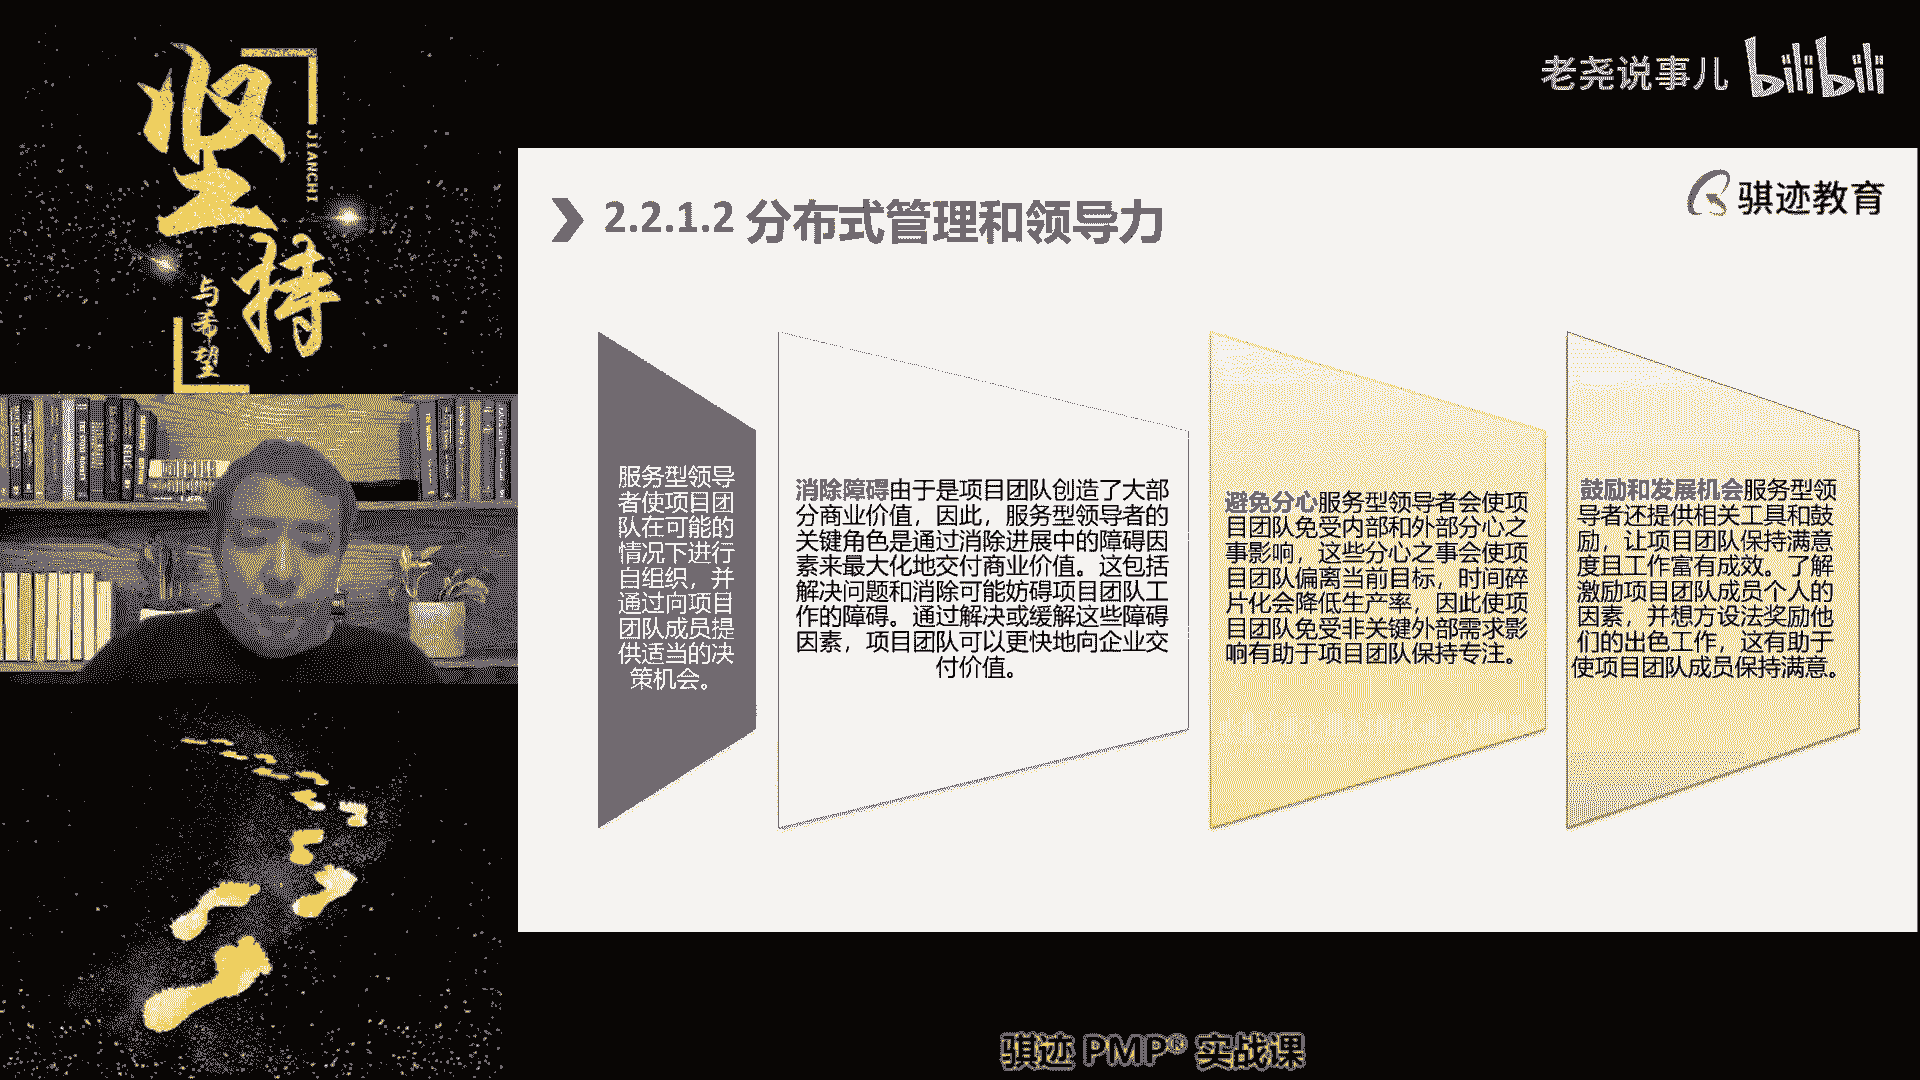 坚持
JIANCHI
与希望
老尧说事儿 bilibili
骐迹教育
2.2.1.2 分布式管理和领导力
服务型领导
者使项目团
队在可能的
情况下进行
自组织，并
通过向项目
团队成员提
供适当的决
策机会。
消除障碍由于是项目团队创造了大部
分商业价值，因此，服务型领导者的
关键角色是通过消除进展中的障碍因
素来最大化地交付商业价值。这包括
解决问题和消除可能妨碍项目团队工
作的障碍。通过解决或缓解这些障碍
因素，项目团队可以更快地向企业交
付价值。
避免分心服务型领导者会使项
目团队免受内部和外部分心之
事影响，这些分心之事会使项
目团队偏离当前目标，时间碎
片化会降低生产率，因此使项
目团队免受非关键外部需求影
响有助于项目团队保持专注。
鼓励和发展机会服务型领
导者还提供相关工具和鼓
励，让项目团队保持满意
度且工作富有成效。了解
激励项目团队成员个人的
因素，并想方设法奖励他
们的出色工作，这有助于
使项目团队成员保持满意。
骐迹 PMP® 实战课